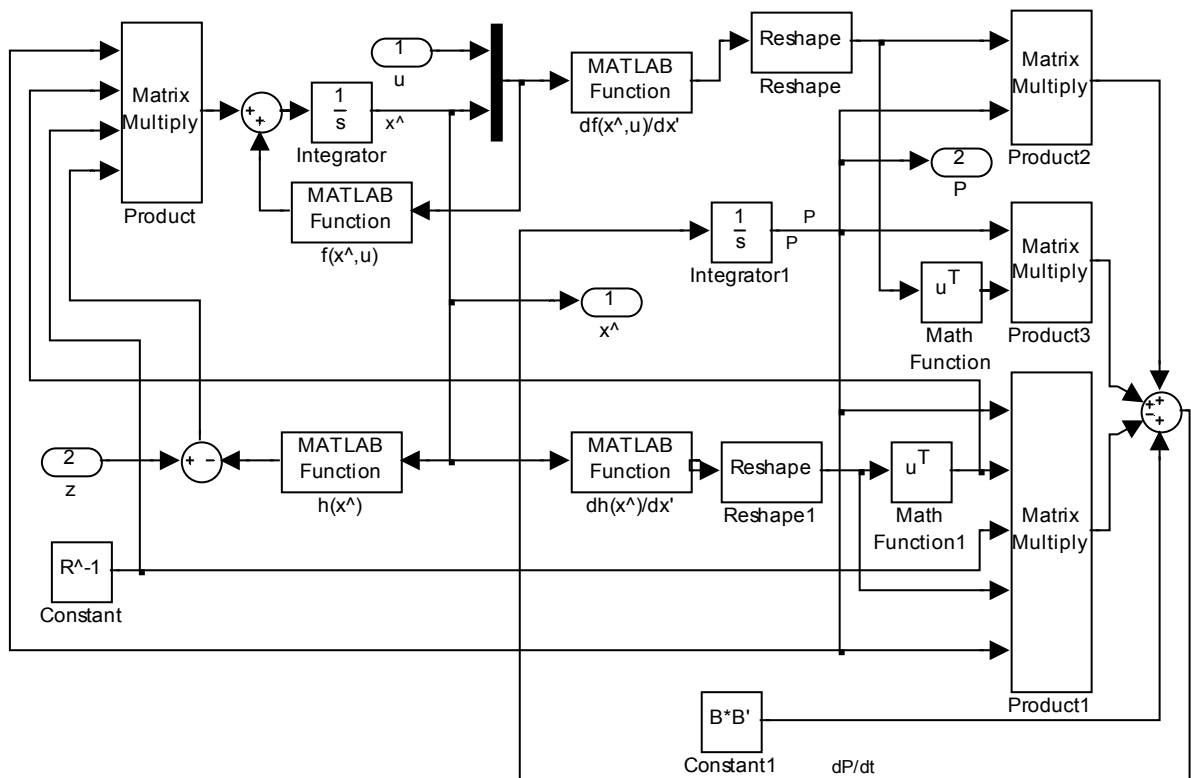 Matrix
Multiply
Product
+
+
1
s
Integrator
x^
1
u
MATLAB
Function
f(x^,u)
MATLAB
Function
df(x^,u)/dx'
Reshape
Reshape
Matrix
Multiply
Product2
2
P
1
s
Integrator1
P
P
u^T
Math
Function
Matrix
Multiply
Product3
1
x^
2
z
+ -
MATLAB
Function
h(x^)
MATLAB
Function
dh(x^)/dx'
Reshape
Reshape1
u^T
Math
Function1
Matrix
Multiply
Product1
+
+
-
+
R^-1
Constant
B*B'
Constant1
dP/dt